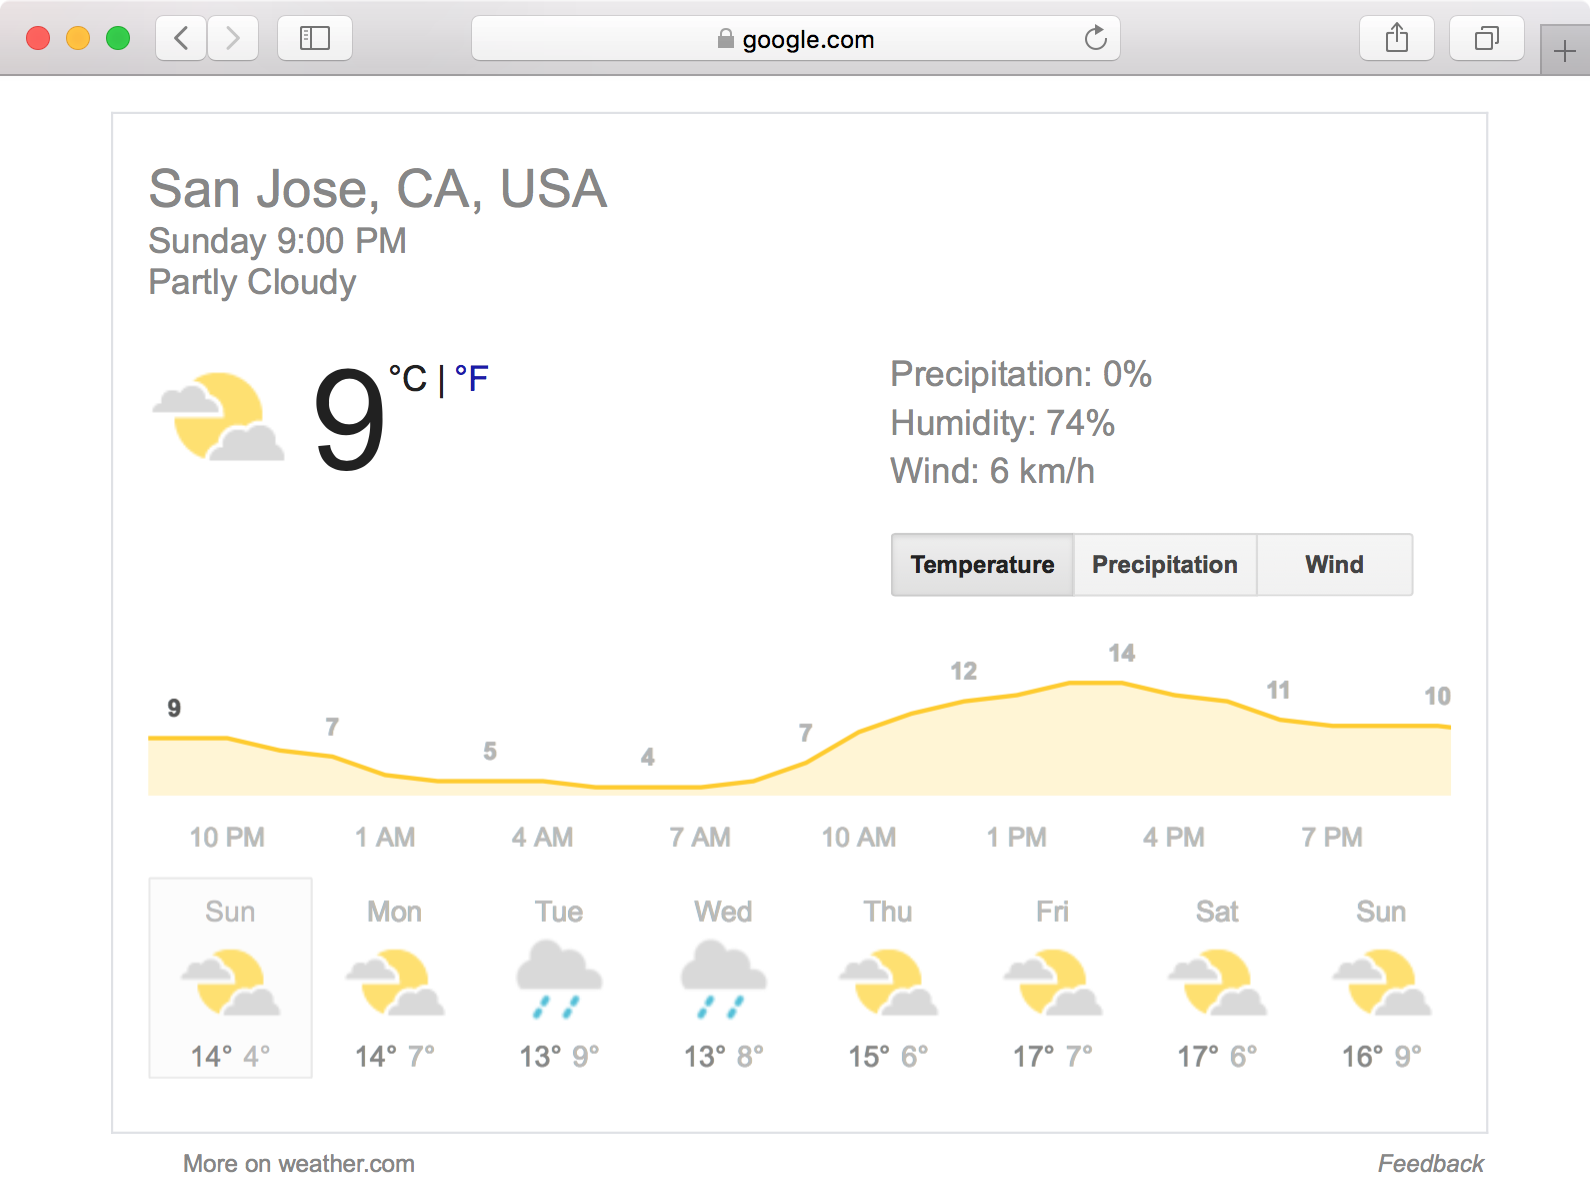 google.com
San Jose, CA, USA
Sunday 9:00 PM
Partly Cloudy
9 °C | °F
Precipitation: 0%
Humidity: 74%
Wind: 6 km/h
Temperature Precipitation Wind
9 7 5 4 7 12 14 11 10
10 PM 1 AM 4 AM 7 AM 10 AM 1 PM 4 PM 7 PM
Sun Mon Tue Wed Thu Fri Sat Sun
14° 4° 14° 7° 13° 9° 13° 8° 15° 6° 17° 7° 17° 6° 16° 9°
More on weather.com Feedback